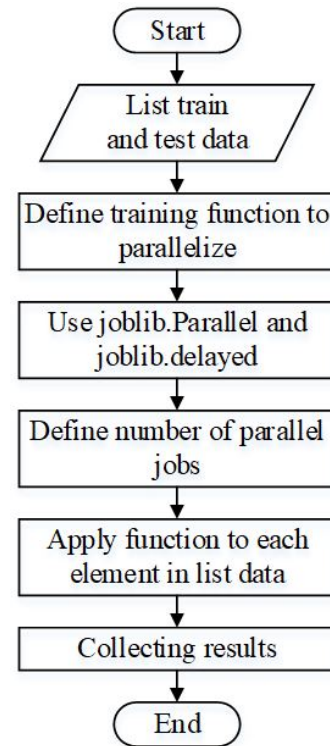 Start
List train
and test data
Define training function to
parallelize
Use joblib.Parallel and
joblib.delayed
Define number of parallel
jobs
Apply function to each
element in list data
Collecting results
End